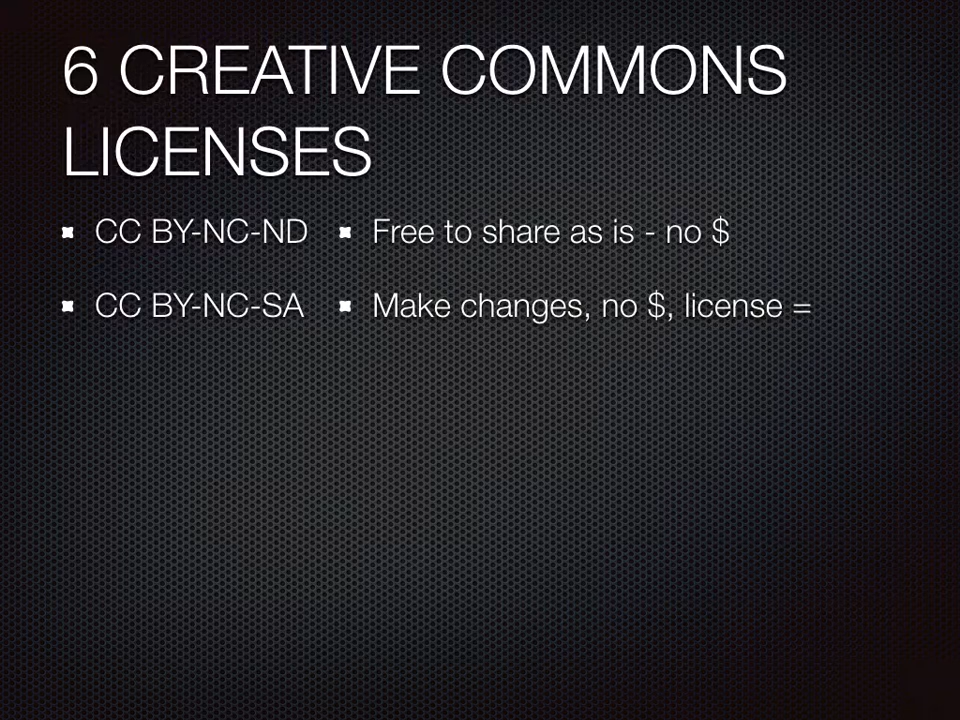 6 CREATIVE COMMONS
LICENSES
CC BY-NC-ND
Free to share as is - no $
CC BY-NC-SA
Make changes, no $, license =